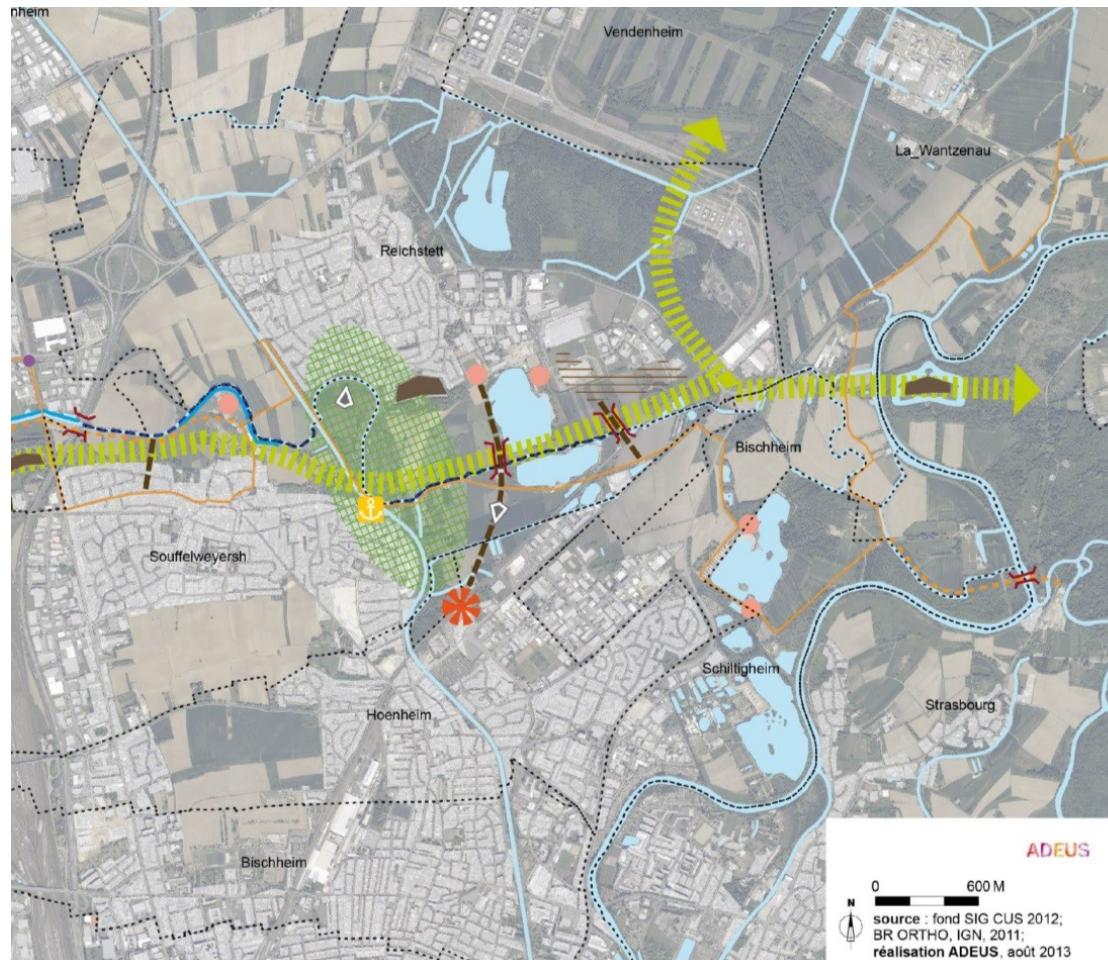 nheim
Vendenheim
La_Wantzenau
Reichstett
Bischheim
Souffelweyersh
Schiltigheim
Strasbourg
Hoenheim
Bischheim
ADEUS
0 600 M
N
source : fond SIG CUS 2012;
BR ORTHO, IGN, 2011;
réalisation ADEUS, août 2013